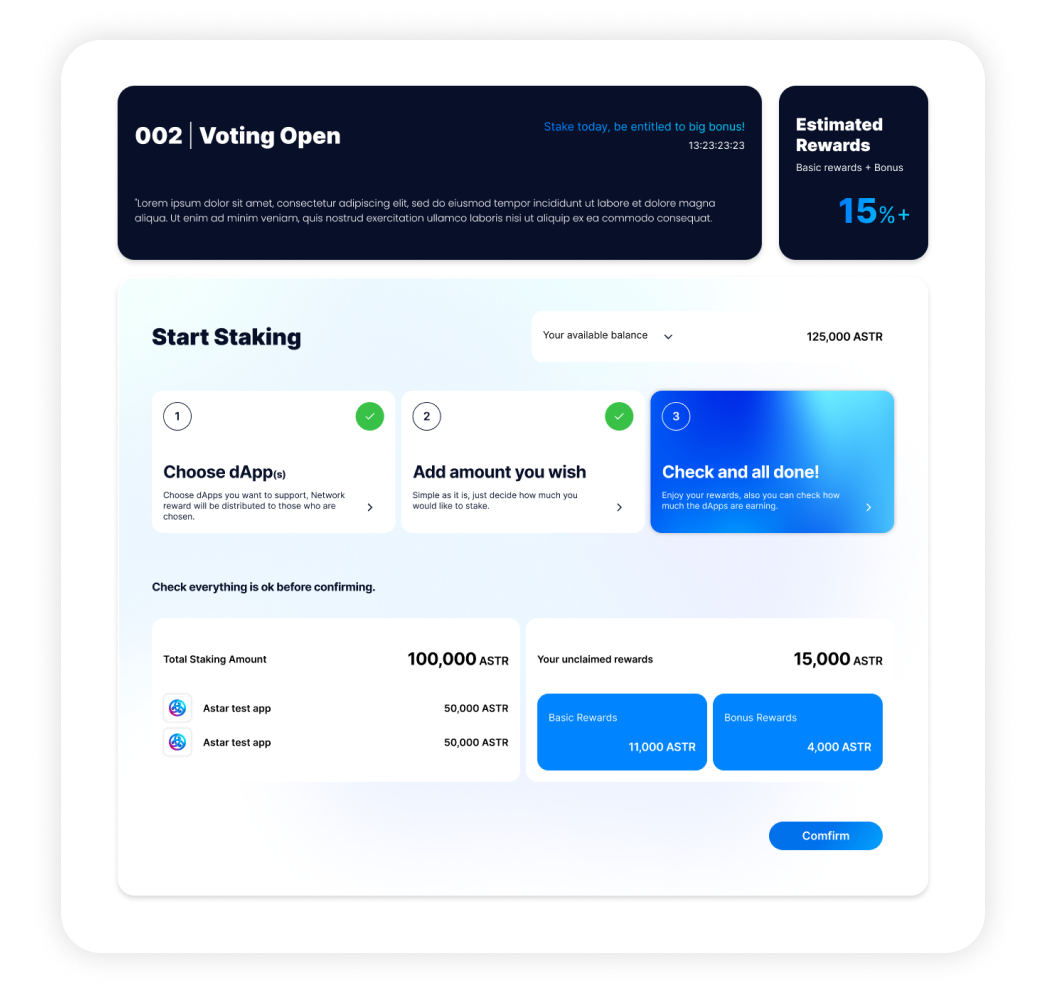 002 | Voting Open
Stake today, be entitled to big bonus!
13:23:23:23
"Lorem ipsum dolor sit amet, consectetur adipiscing elit, sed do eiusmod tempor incididunt ut labore et dolore magna
aliqua. Ut enim ad minim veniam, quis nostrud exercitation ullamco laboris nisi ut aliquip ex ea commodo consequat.
Estimated
Rewards
Basic rewards + Bonus
15%+
Start Staking
Your available balance
125,000 ASTR
1
Choose dApp(s)
Choose dApps you want to support, Network
reward will be distributed to those who are
chosen.
2
Add amount you wish
Simple as it is, just decide how much you
would like to stake.
3
Check and all done!
Enjoy your rewards, also you can check how
much the dApps are earning.
Check everything is ok before confirming.
Total Staking Amount
100,000 ASTR
Astar test app
50,000 ASTR
Astar test app
50,000 ASTR
Your unclaimed rewards
15,000 ASTR
Basic Rewards
11,000 ASTR
Bonus Rewards
4,000 ASTR
Comfirm